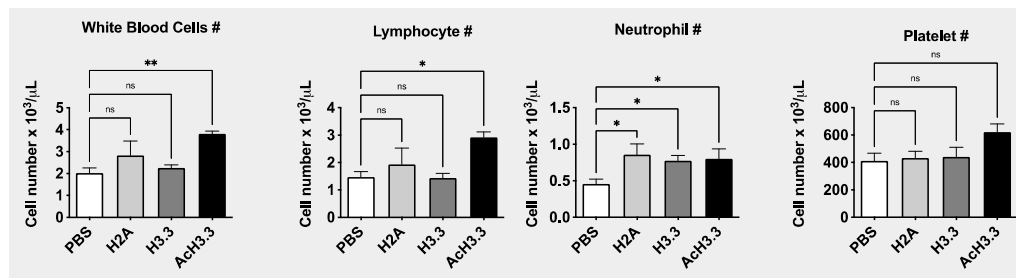 White Blood Cells #
**
ns
ns
Cell number x 10³/µL
5
4
3
2
1
0
PBS
H2A
H3.3
AcH3.3
Lymphocyte #
*
ns
ns
Cell number x 10³/µL
4
3
2
1
0
PBS
H2A
H3.3
AcH3.3
Neutrophil #
*
*
*
Cell number x 10³/µL
1.5
1.0
0.5
0.0
PBS
H2A
H3.3
AcH3.3
Platelet #
ns
ns
ns
Cell number x 10³/µL
800
600
400
200
0
PBS
H2A
H3.3
AcH3.3